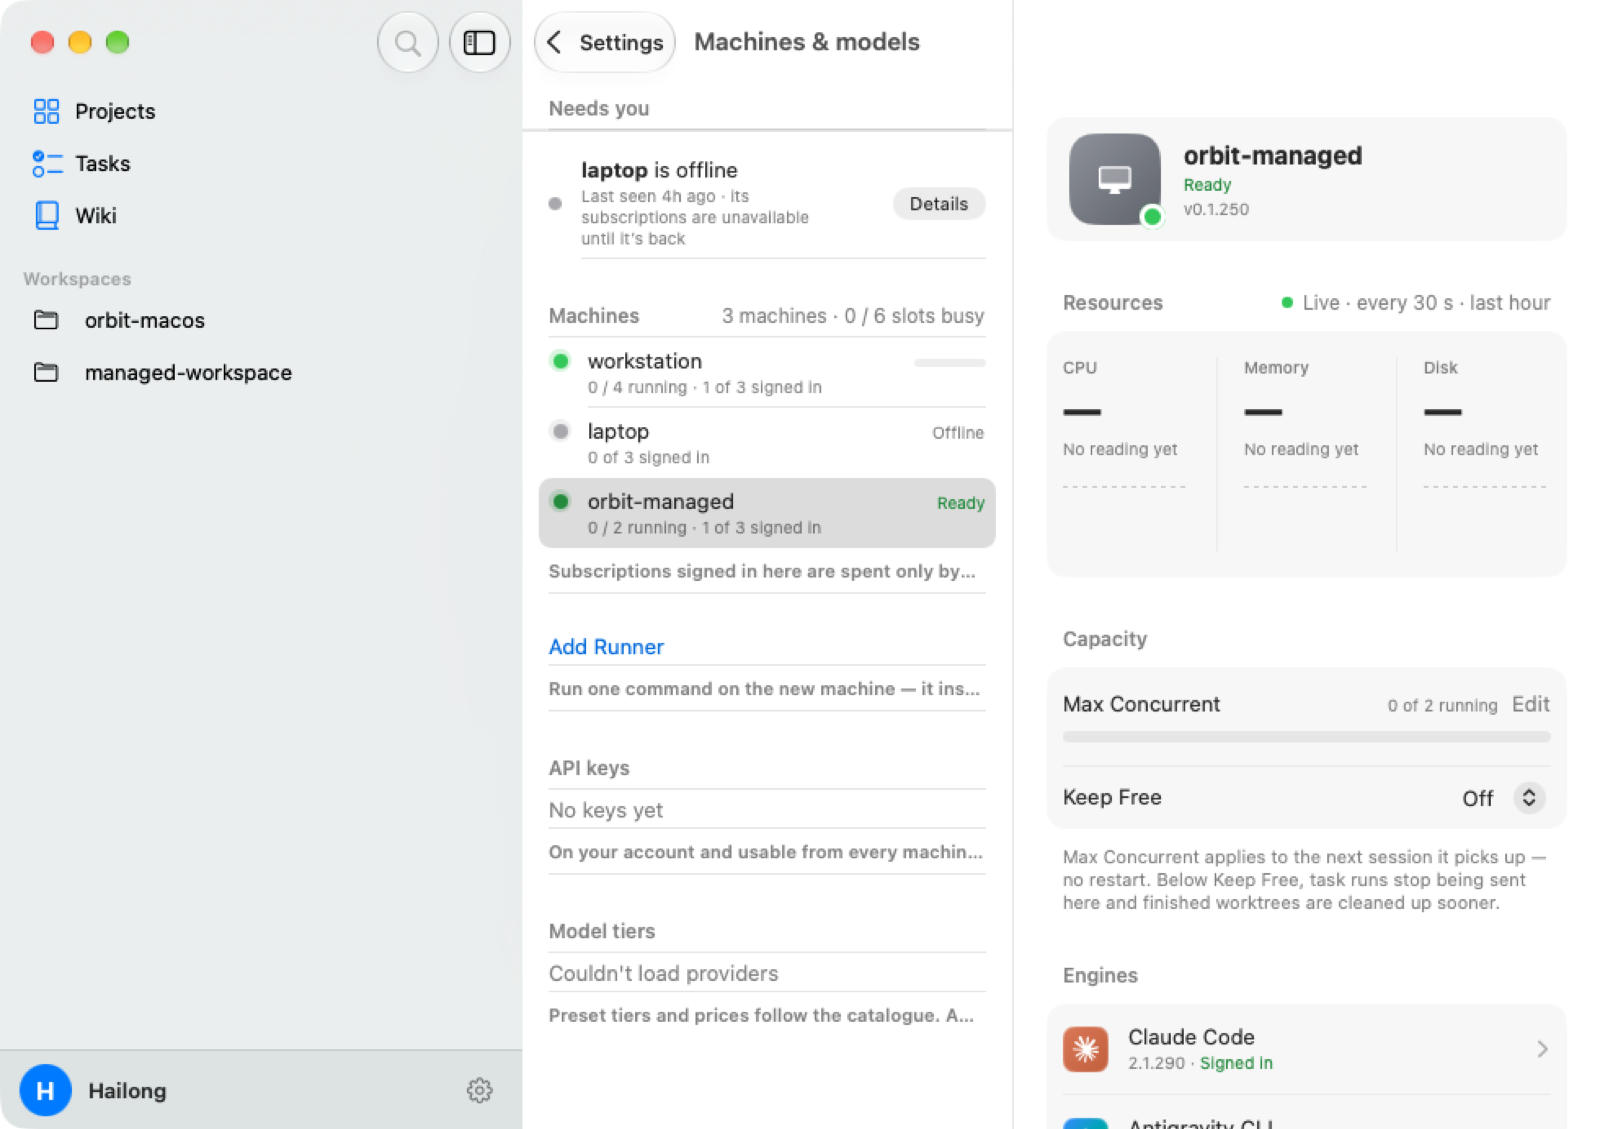 Projects
Tasks
Wiki
Workspaces
orbit-macos
managed-workspace
H
Hailong
Settings
Machines & models
Needs you
laptop is offline
Last seen 4h ago · its
subscriptions are unavailable
until it's back
Details
Machines
3 machines · 0 / 6 slots busy
workstation
0 / 4 running · 1 of 3 signed in
laptop
Offline
0 of 3 signed in
orbit-managed
Ready
0 / 2 running · 1 of 3 signed in
Subscriptions signed in here are spent only by...
Add Runner
Run one command on the new machine — it ins...
API keys
No keys yet
On your account and usable from every machin...
Model tiers
Couldn't load providers
Preset tiers and prices follow the catalogue. A...
orbit-managed
Ready
v0.1.250
Resources
Live · every 30 s · last hour
CPU
—
No reading yet
Memory
—
No reading yet
Disk
—
No reading yet
Capacity
Max Concurrent
0 of 2 running
Edit
Keep Free
Off
Max Concurrent applies to the next session it picks up —
no restart. Below Keep Free, task runs stop being sent
here and finished worktrees are cleaned up sooner.
Engines
Claude Code
2.1.290 · Signed in
Antigravity CLI